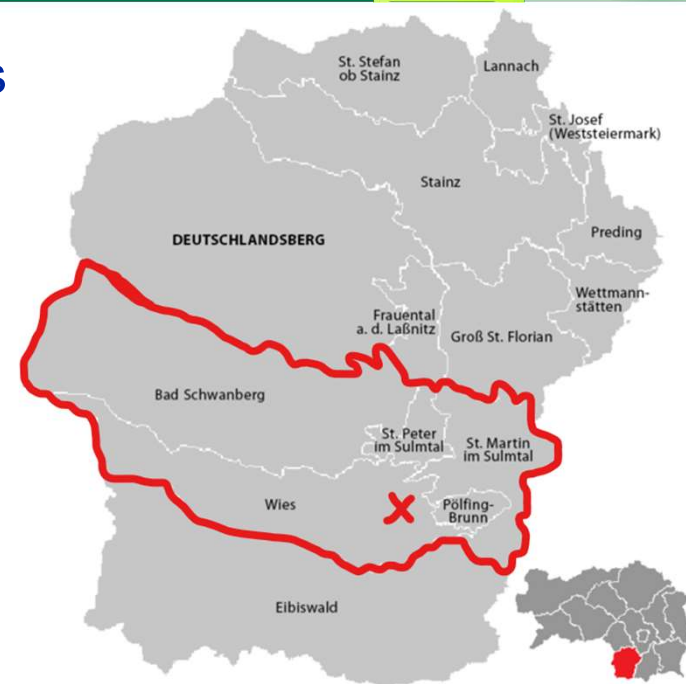 s
St. Stefan
ob Stainz
Lannach
St. Josef
(Weststeiermark)
Stainz
DEUTSCHLANDSBERG
Preding
Wettmann-
stätten
Frauental
a. d. Laßnitz
Groß St. Florian
Bad Schwanberg
St. Peter
im Sulmtal
St. Martin
im Sulmtal
Wies
Pölfing-
Brunn
Eibiswald